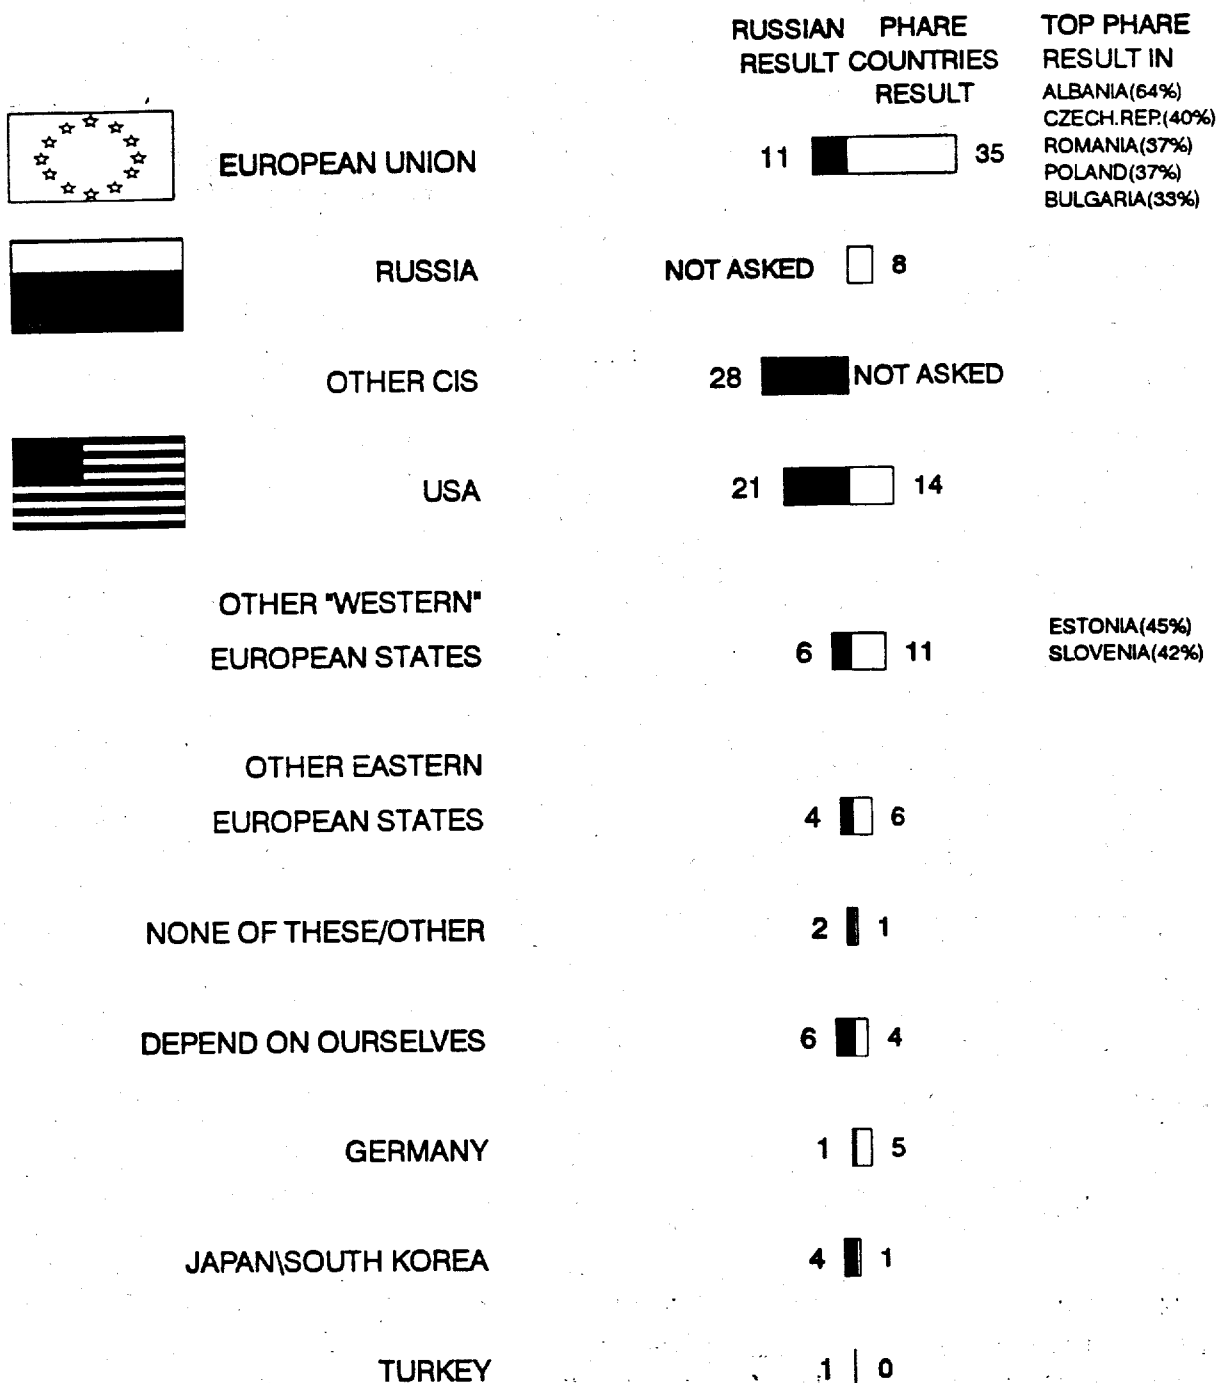 RUSSIAN PHARE TOP PHARE
RESULT COUNTRIES RESULT IN
RESULT ALBANIA(64%)
CZECH.REP.(40%)
EUROPEAN UNION 11 35 ROMANIA(37%)
POLAND(37%)
BULGARIA(33%)
RUSSIA NOT ASKED 8
OTHER CIS 28 NOT ASKED
USA 21 14
OTHER "WESTERN"
EUROPEAN STATES 6 11 ESTONIA(45%)
SLOVENIA(42%)
OTHER EASTERN
EUROPEAN STATES 4 6
NONE OF THESE/OTHER 2 1
DEPEND ON OURSELVES 6 4
GERMANY 1 5
JAPAN\SOUTH KOREA 4 1
TURKEY 1 0